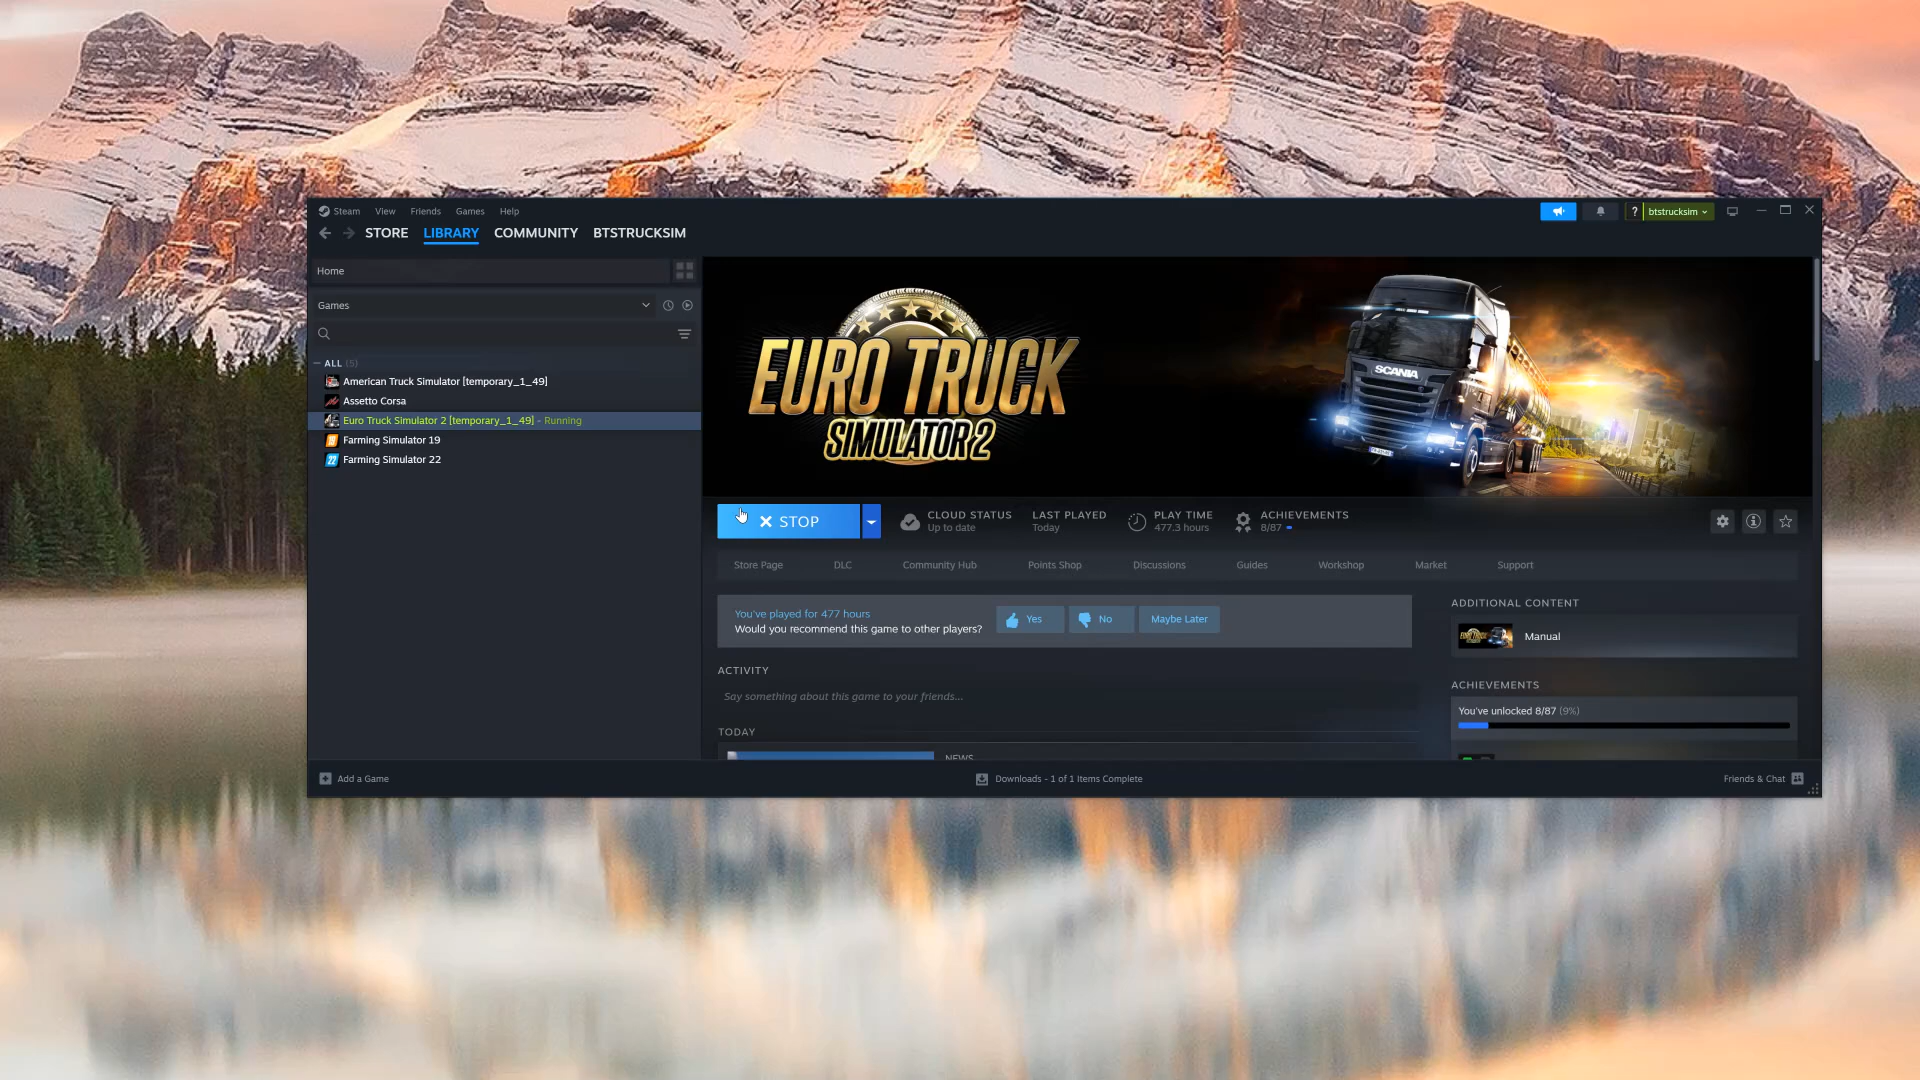 Steam View Friends Games Help
? btstrucksim
STORE LIBRARY COMMUNITY BTSTRUCKSIM
Home
Games
ALL (5)
American Truck Simulator [temporary_1_49]
Assetto Corsa
Euro Truck Simulator 2 [temporary_1_49] - Running
Farming Simulator 19
Farming Simulator 22
EURO TRUCK
SIMULATOR 2
SCANIA
STOP
CLOUD STATUS
Up to date
LAST PLAYED
Today
PLAY TIME
477.3 hours
ACHIEVEMENTS
8/87
Store Page DLC Community Hub Points Shop Discussions Guides Workshop Market Support
You've played for 477 hours
Would you recommend this game to other players?
Yes No Maybe Later
ACTIVITY
Say something about this game to your friends...
TODAY
NEWS
ADDITIONAL CONTENT
Manual
ACHIEVEMENTS
You've unlocked 8/87 (9%)
Add a Game
Downloads - 1 of 1 Items Complete
Friends & Chat